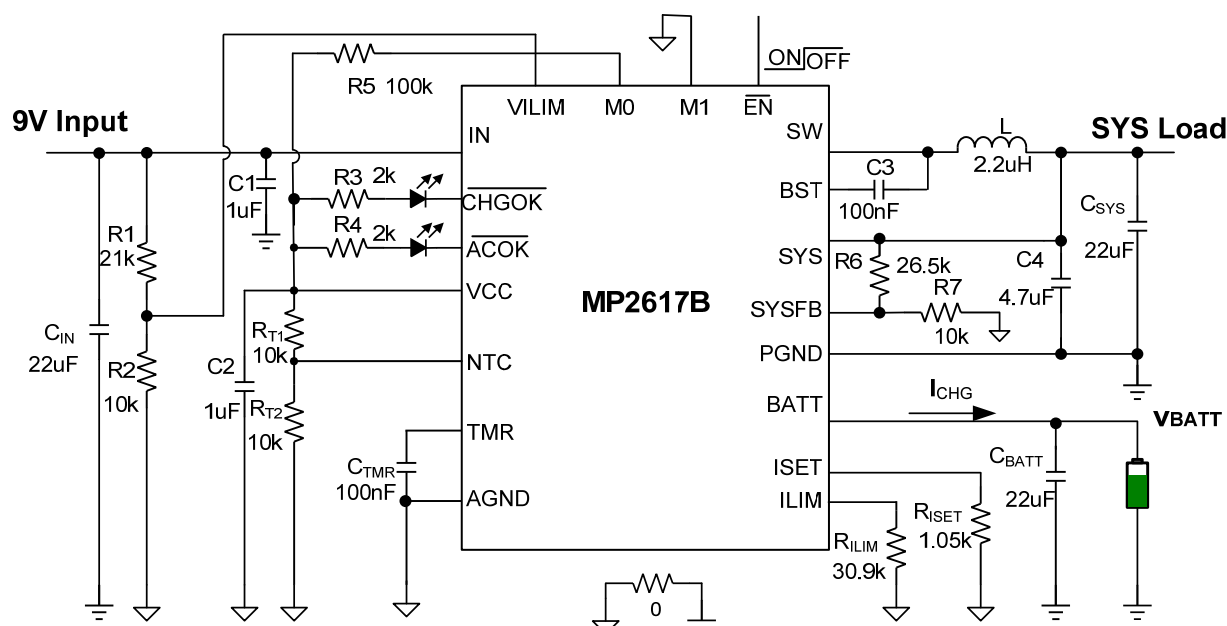 ON OFF
R5 100k
VILIM M0 M1 EN
9V Input
IN
SW
L
2.2uH
SYS Load
C1
1uF
R3 2k
CHGOK
BST
C3
100nF
CSYS
22uF
R1
21k
R4 2k
ACOK
SYS
R6
26.5k
C4
4.7uF
VCC
MP2617B
SYSFB
R7
10k
CIN
22uF
RT1
10k
R2
10k
C2
1uF
NTC
PGND
RT2
10k
BATT
ICHG
VBATT
TMR
CTMR
100nF
ISET
CBATT
22uF
AGND
ILIM
RILIM
30.9k
RISET
1.05k
0